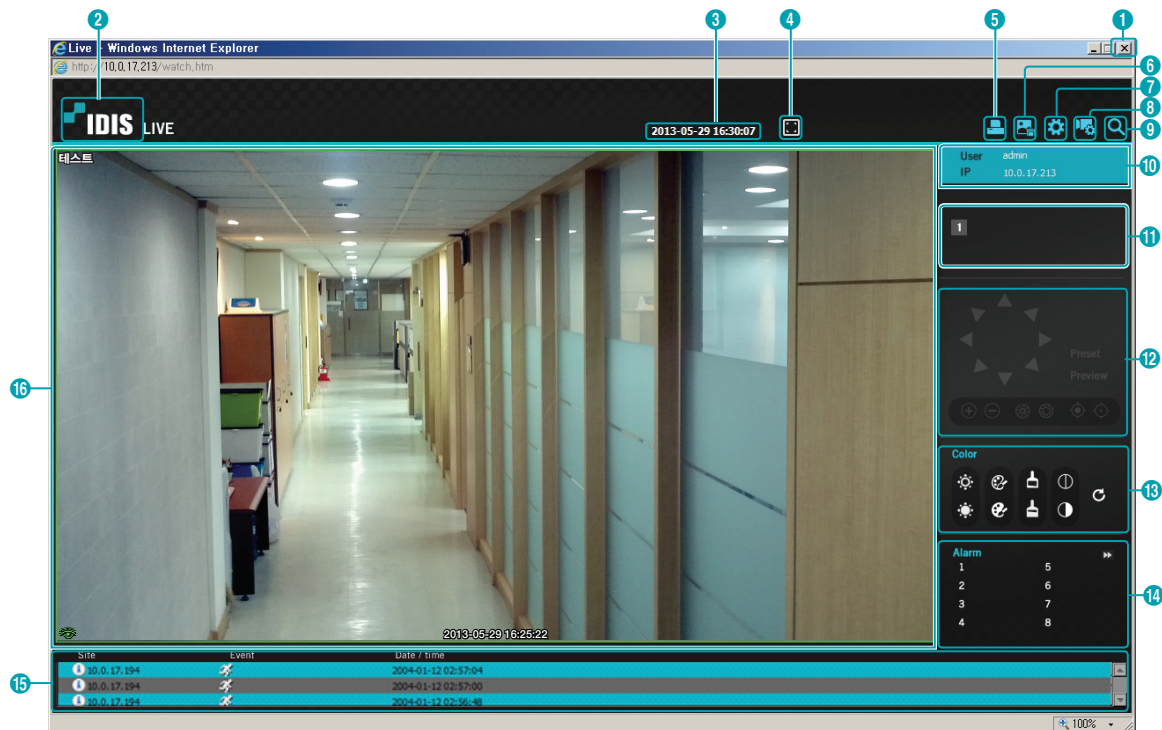 2
3
4
5
1
Live - Windows Internet Explorer
http://10.0.17.213/watch.htm
6
7
8
9
IDIS LIVE
2013-05-29 16:30:07
테스트
User admin
IP 10.0.17.213
10
1
11
Preset
Preview
12
16
Color
13
Alarm
1 5
2 6
3 7
4 8
14
2013-05-29 16:25:22
Site Event Date / time
10.0.17.194 2004-01-12 02:57:04
10.0.17.194 2004-01-12 02:57:00
10.0.17.194 2004-01-12 02:56:48
15
100%